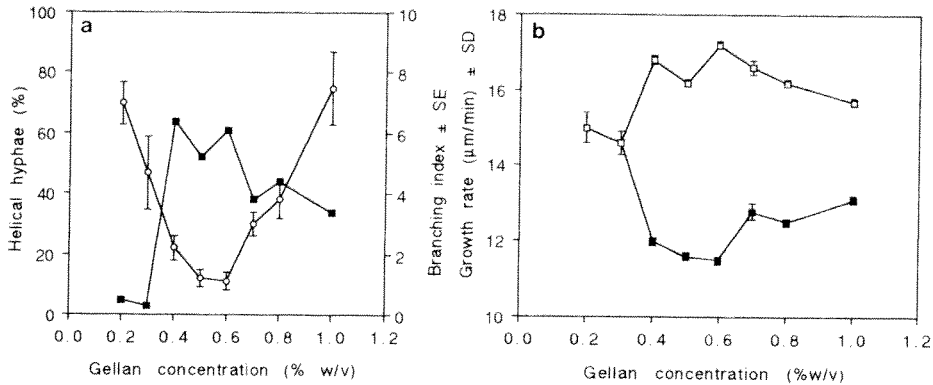 a
Helical hyphae (%)
100
80
60
40
20
0
0.0 0.2 0.4 0.6 0.8 1.0 1.2
Gellan concentration (% w/v)
10
8
6
4
2
0
Branching index ± SE
b
Growth rate (µm/min) ± SD
18
16
14
12
10
0.0 0.2 0.4 0.6 0.8 1.0 1.2
Gellan concentration (%w/v)